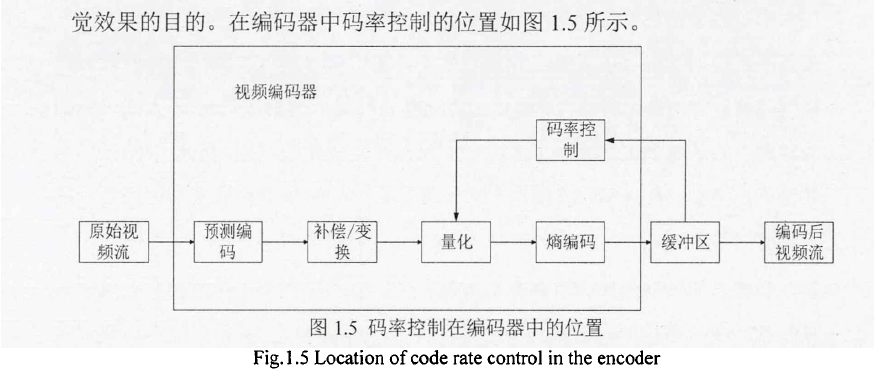 觉效果的目的。在编码器中码率控制的位置如图 1.5 所示。
视频编码器
码率控
制
原始视
频流
预测编
码
补偿/变
换
量化
熵编码
缓冲区
编码后
视频流
图 1.5 码率控制在编码器中的位置
Fig.1.5 Location of code rate control in the encoder